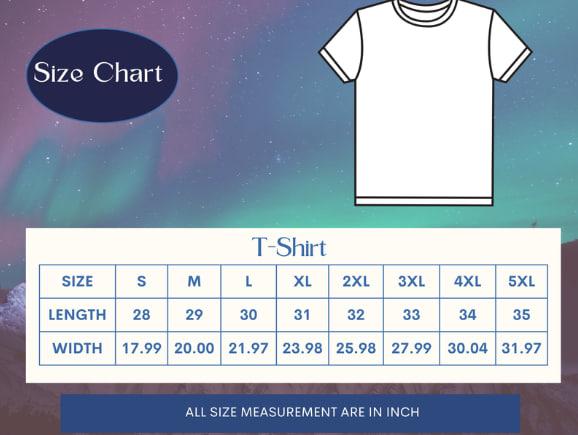 Size Chart
T-Shirt
SIZE S M L XL 2XL 3XL 4XL 5XL
LENGTH 28 29 30 31 32 33 34 35
WIDTH 17.99 20.00 21.97 23.98 25.98 27.99 30.04 31.97
ALL SIZE MEASUREMENT ARE IN INCH